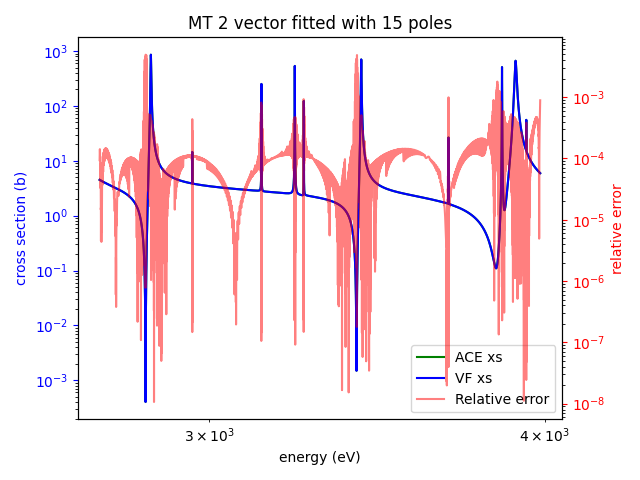 MT 2 vector fitted with 15 poles
10³
10²
10¹
10⁰
10⁻¹
10⁻²
10⁻³
cross section (b)
10⁻³
10⁻⁴
10⁻⁵
10⁻⁶
10⁻⁷
10⁻⁸
relative error
ACE xs
VF xs
Relative error
3 × 10³
4 × 10³
energy (eV)